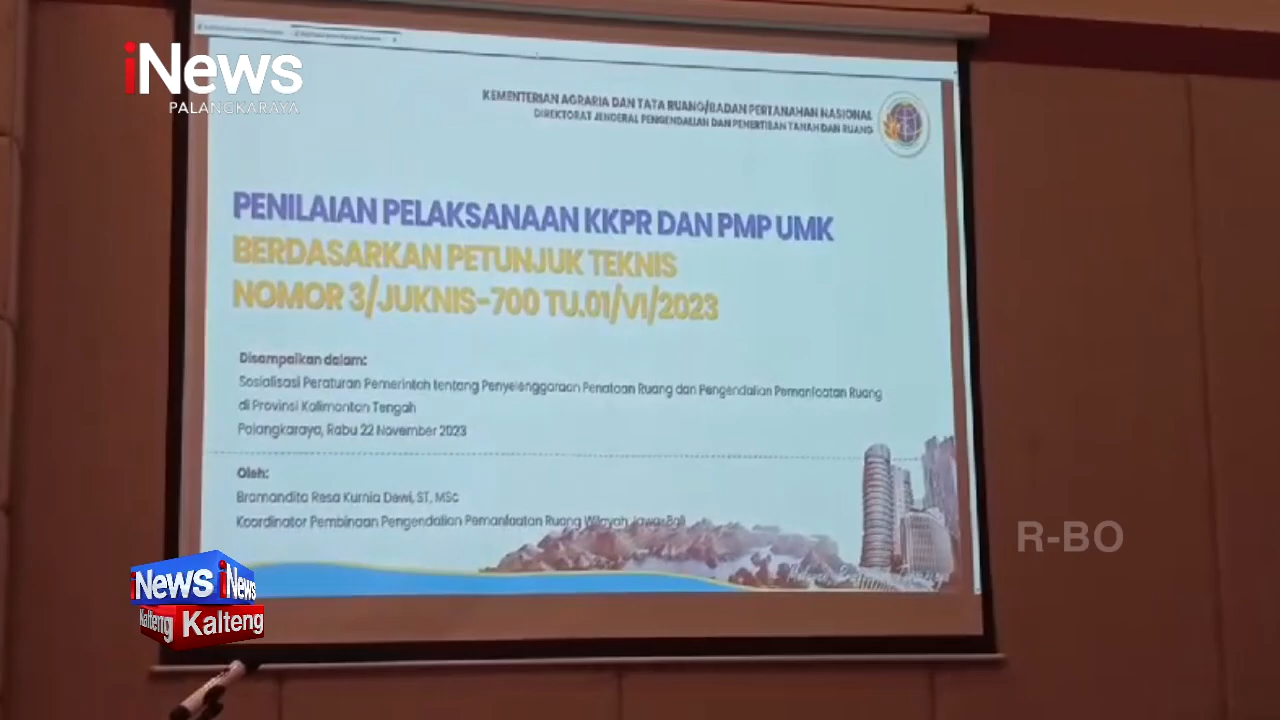 iNews
PALANGKARAYA
KEMENTERIAN AGRARIA DAN TATA RUANG/BADAN PERTANAHAN NASIONAL
DIREKTORAT JENDERAL PENGENDALIAN DAN PENERTIBAN TANAH DAN RUANG
PENILAIAN PELAKSANAAN KKPR DAN PMP UMK
BERDASARKAN PETUNJUK TEKNIS
NOMOR 3/JUKNIS-700 TU.01/VI/2023
Disampaikan dalam:
Sosialisasi Peraturan Pemerintah tentang Penyelenggaraan Penataan Ruang dan Pengendalian Pemanfaatan Ruang
di Provinsi Kalimantan Tengah
Palangkaraya, Rabu 22 November 2023
Oleh:
Bramandita Resa Kurnia Dewi, ST, MSc
Koordinator Pembinaan Pengendalian Pemanfaatan Ruang Wilayah Jawa-Bali
R-BO
iNews iNews
Kalteng Kalteng